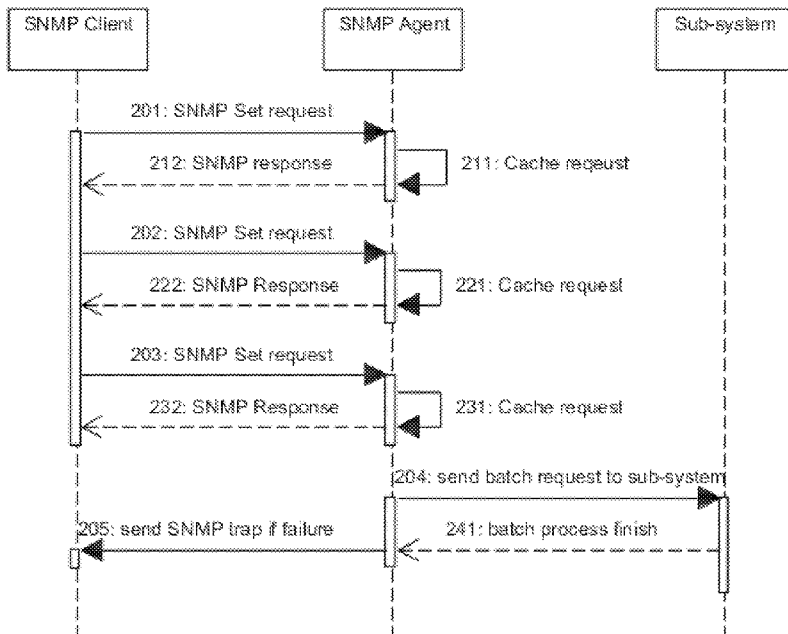 SNMP Client
SNMP Agent
Sub-system
201: SNMP Set request
212: SNMP response
211: Cache reqeust
202: SNMP Set request
222: SNMP Response
221: Cache request
203: SNMP Set request
232: SNMP Response
231: Cache request
204: send batch request to sub-system
205: send SNMP trap if failure
241: batch process finish